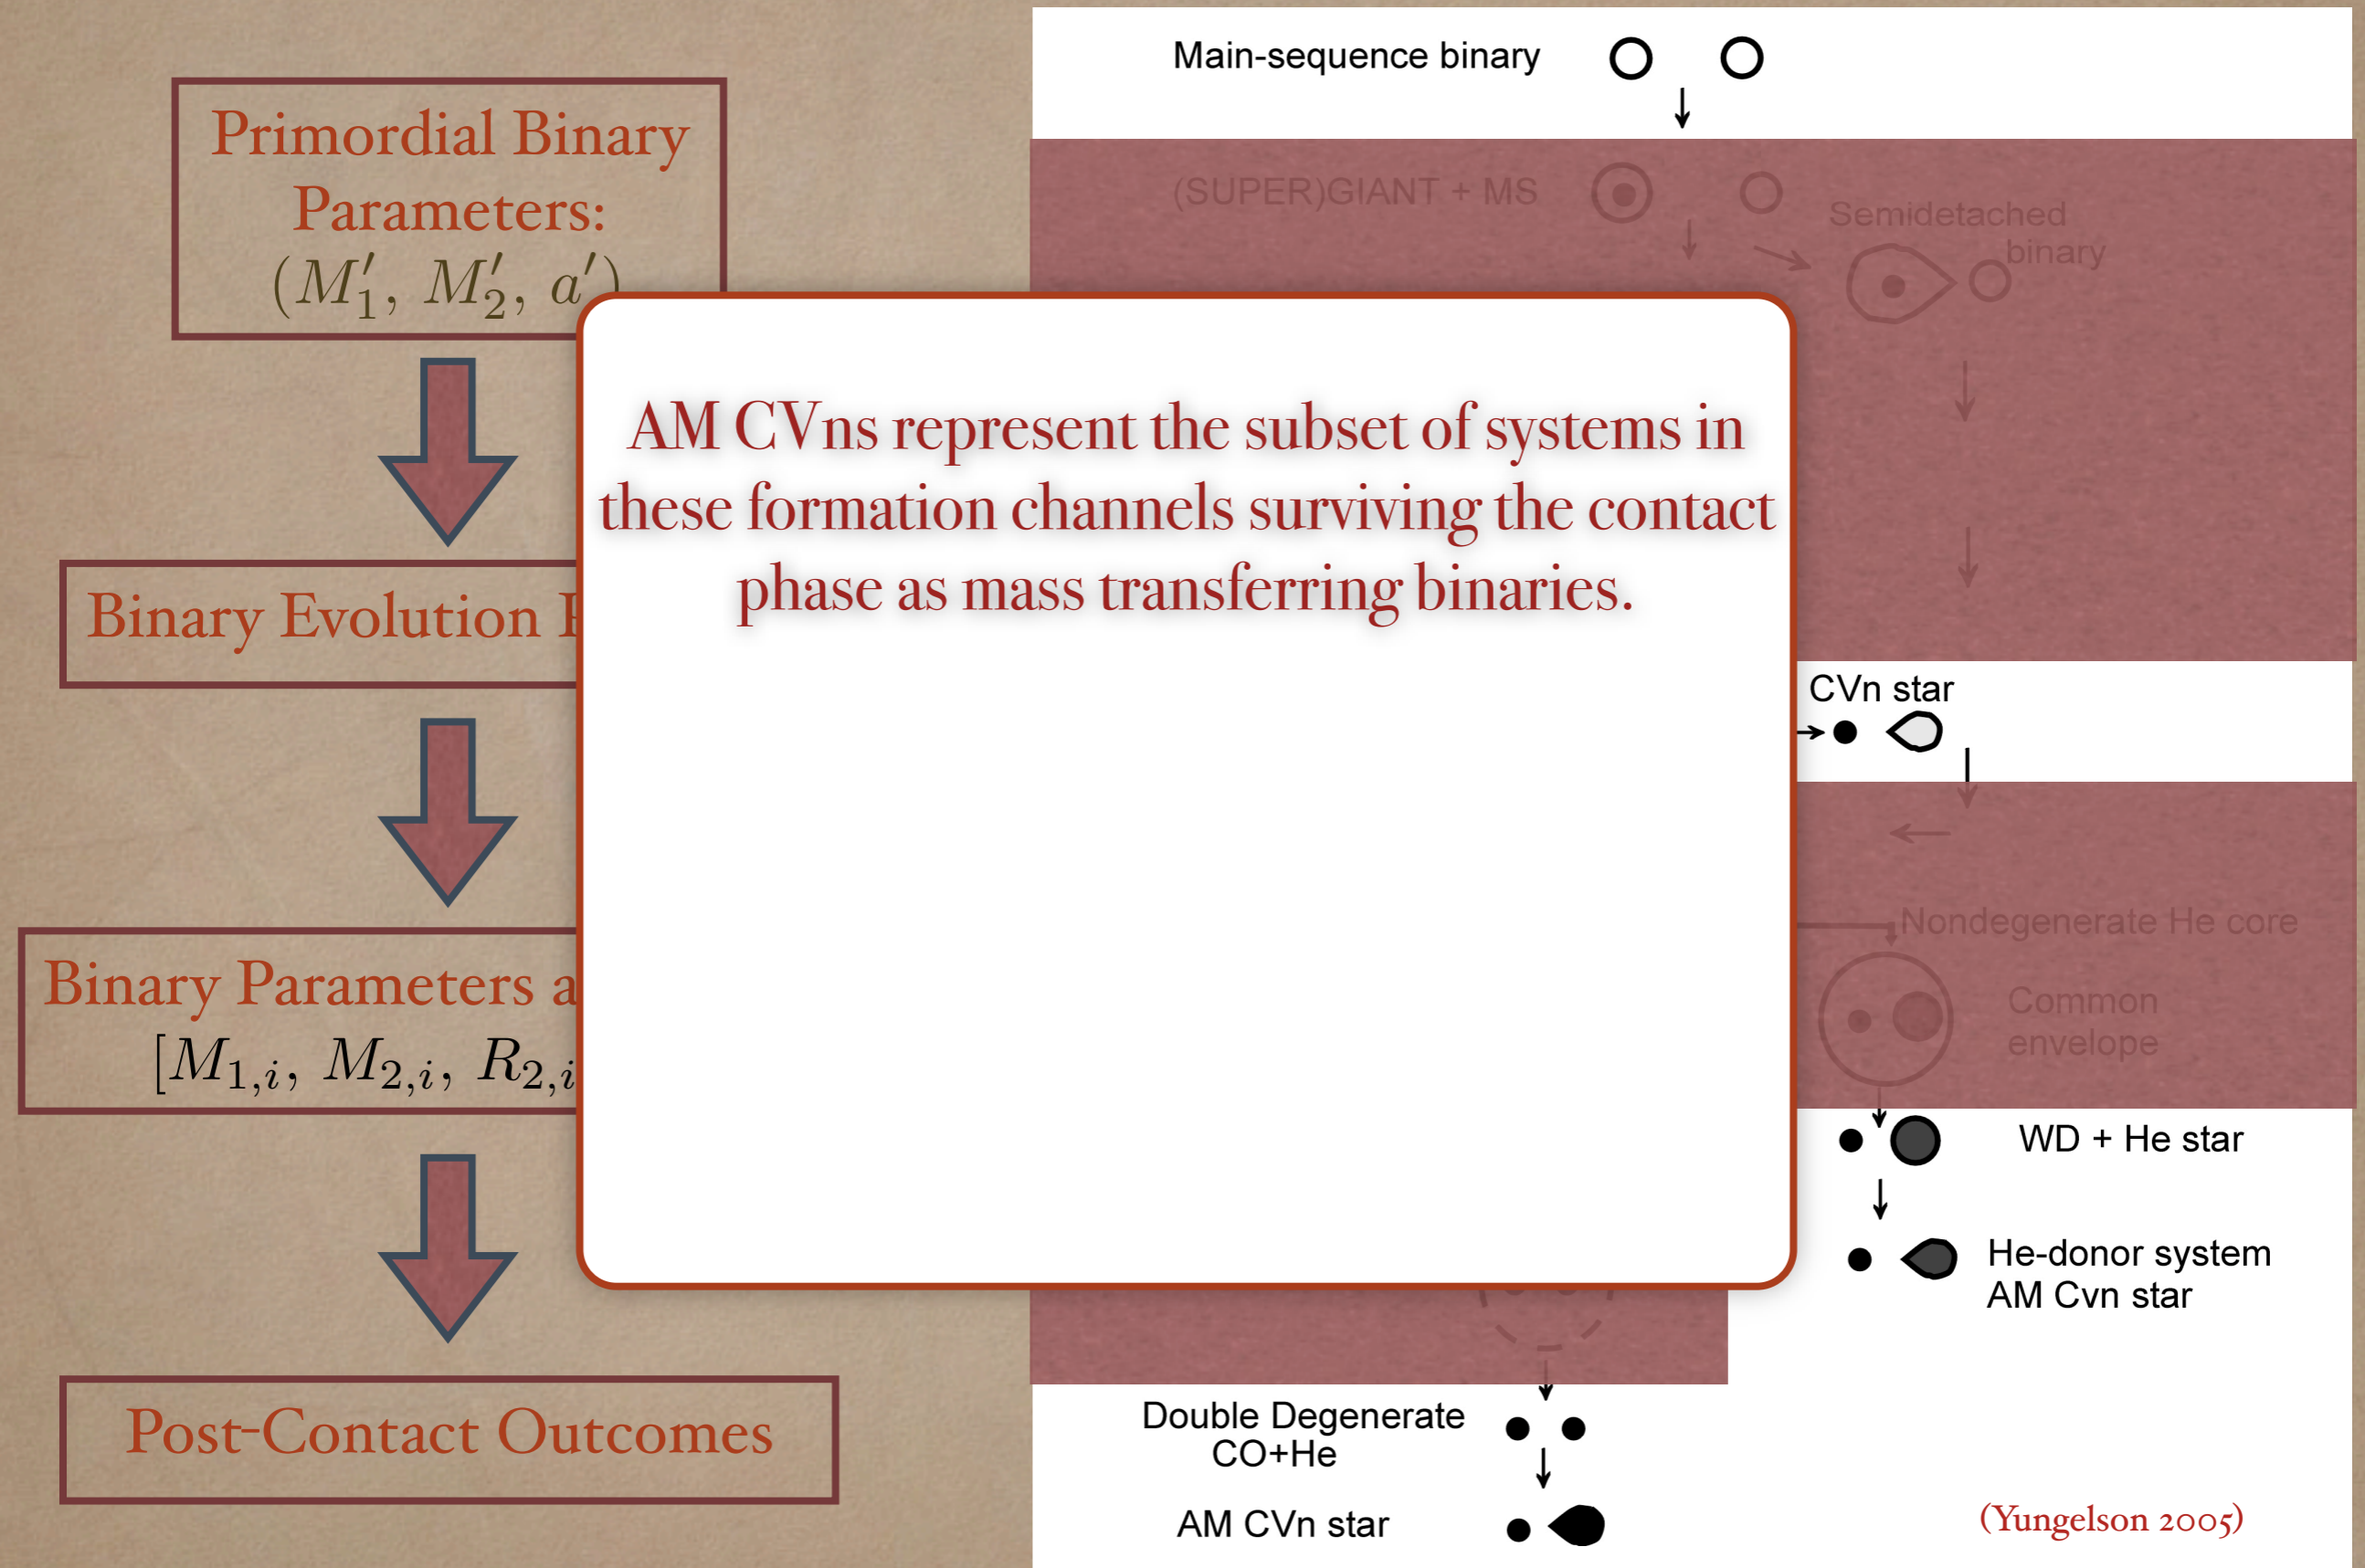 Primordial Binary
Parameters:
(M′₁, M′₂, a′)
Binary Evolution
Binary Parameters
[M₁,ᵢ, M₂,ᵢ, R₂,ᵢ
Post-Contact Outcomes
AM CVns represent the subset of systems in
these formation channels surviving the contact
phase as mass transferring binaries.
Main-sequence binary
(SUPER)GIANT + MS
Semidetached
binary
CVn star
Nondegenerate He core
Common
envelope
WD + He star
He-donor system
AM Cvn star
Double Degenerate
CO+He
AM CVn star
(Yungelson 2005)